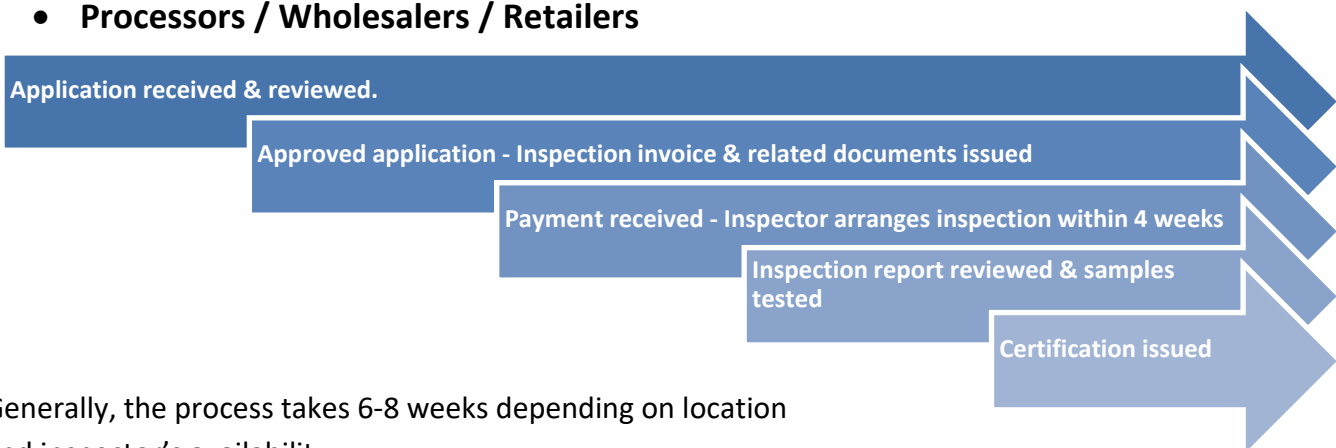 • Processors / Wholesalers / Retailers
Application received & reviewed.
Approved application - Inspection invoice & related documents issued
Payment received - Inspector arranges inspection within 4 weeks
Inspection report reviewed & samples
tested
Certification issued
Generally, the process takes 6-8 weeks depending on location